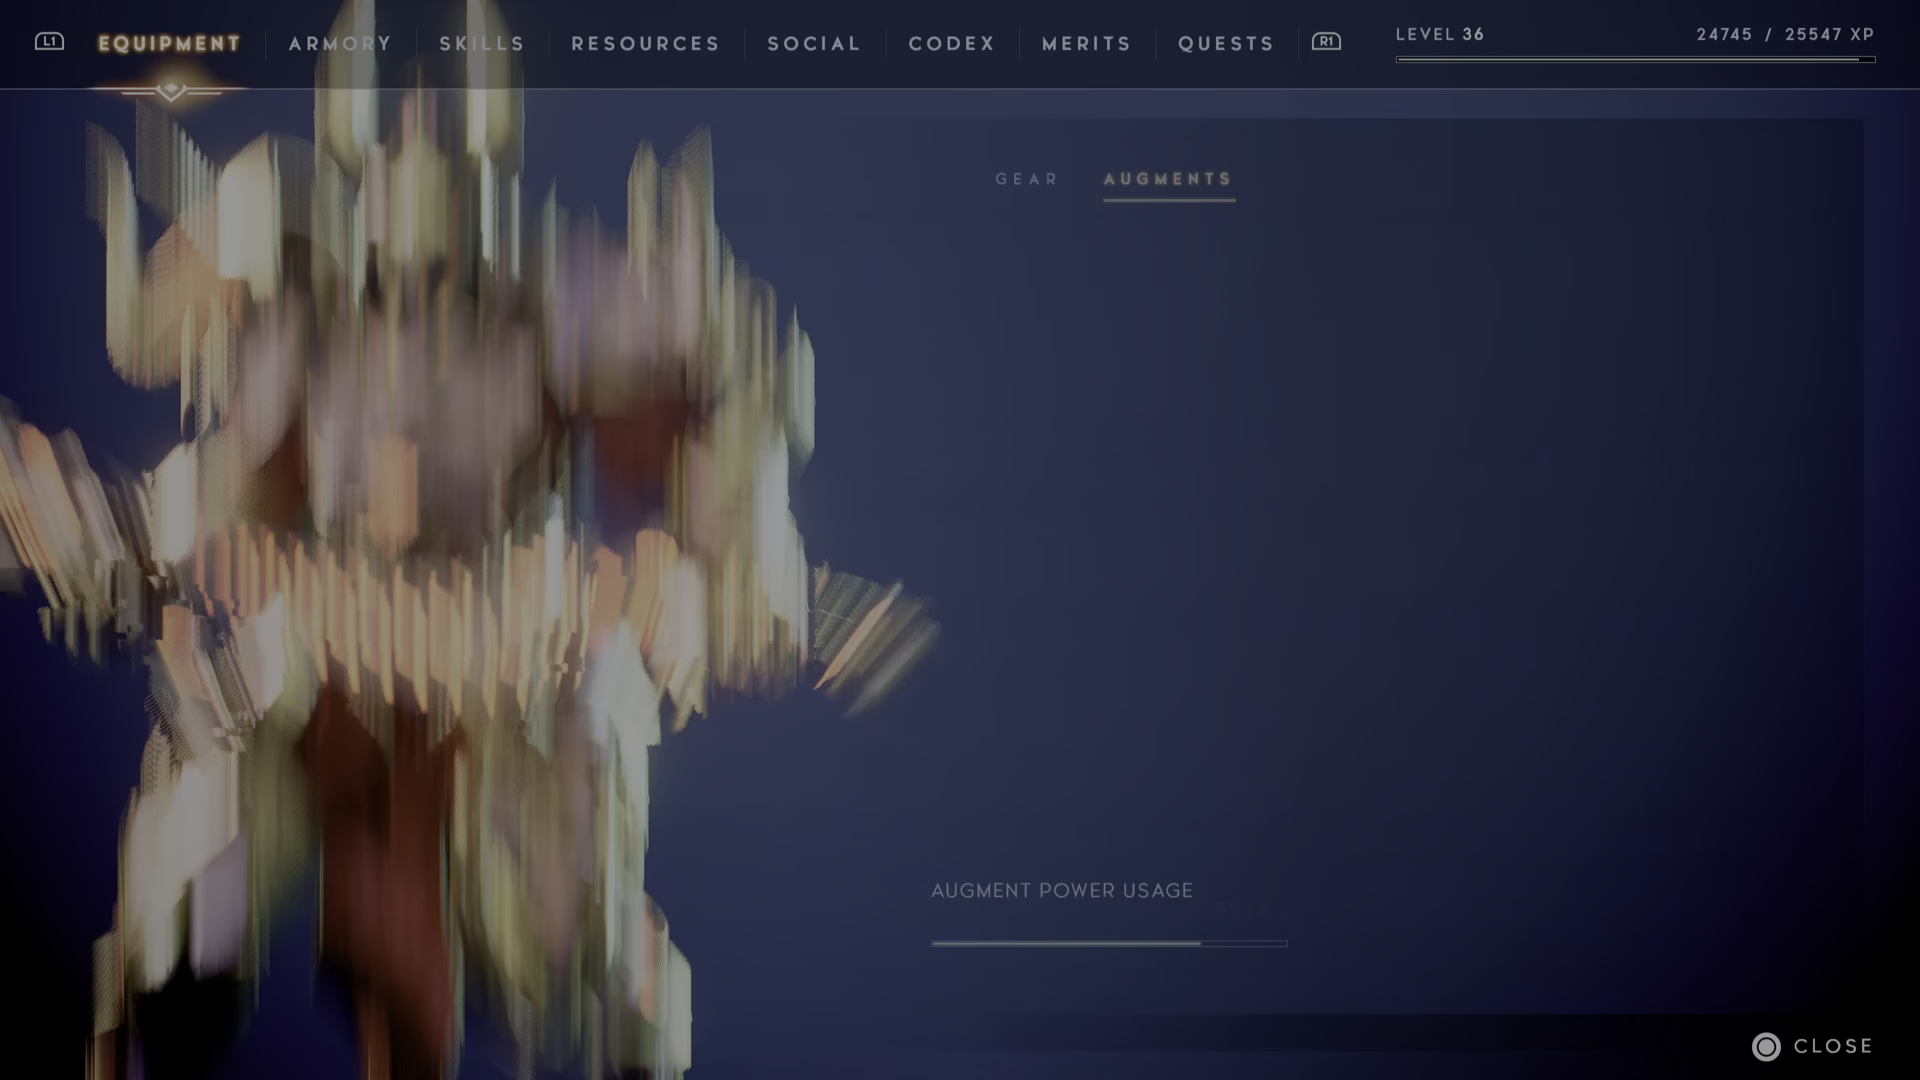 L1 EQUIPMENT ARMORY SKILLS RESOURCES SOCIAL CODEX MERITS QUESTS R1
LEVEL 36 24745 / 25547 XP
GEAR AUGMENTS
AUGMENT POWER USAGE
CLOSE